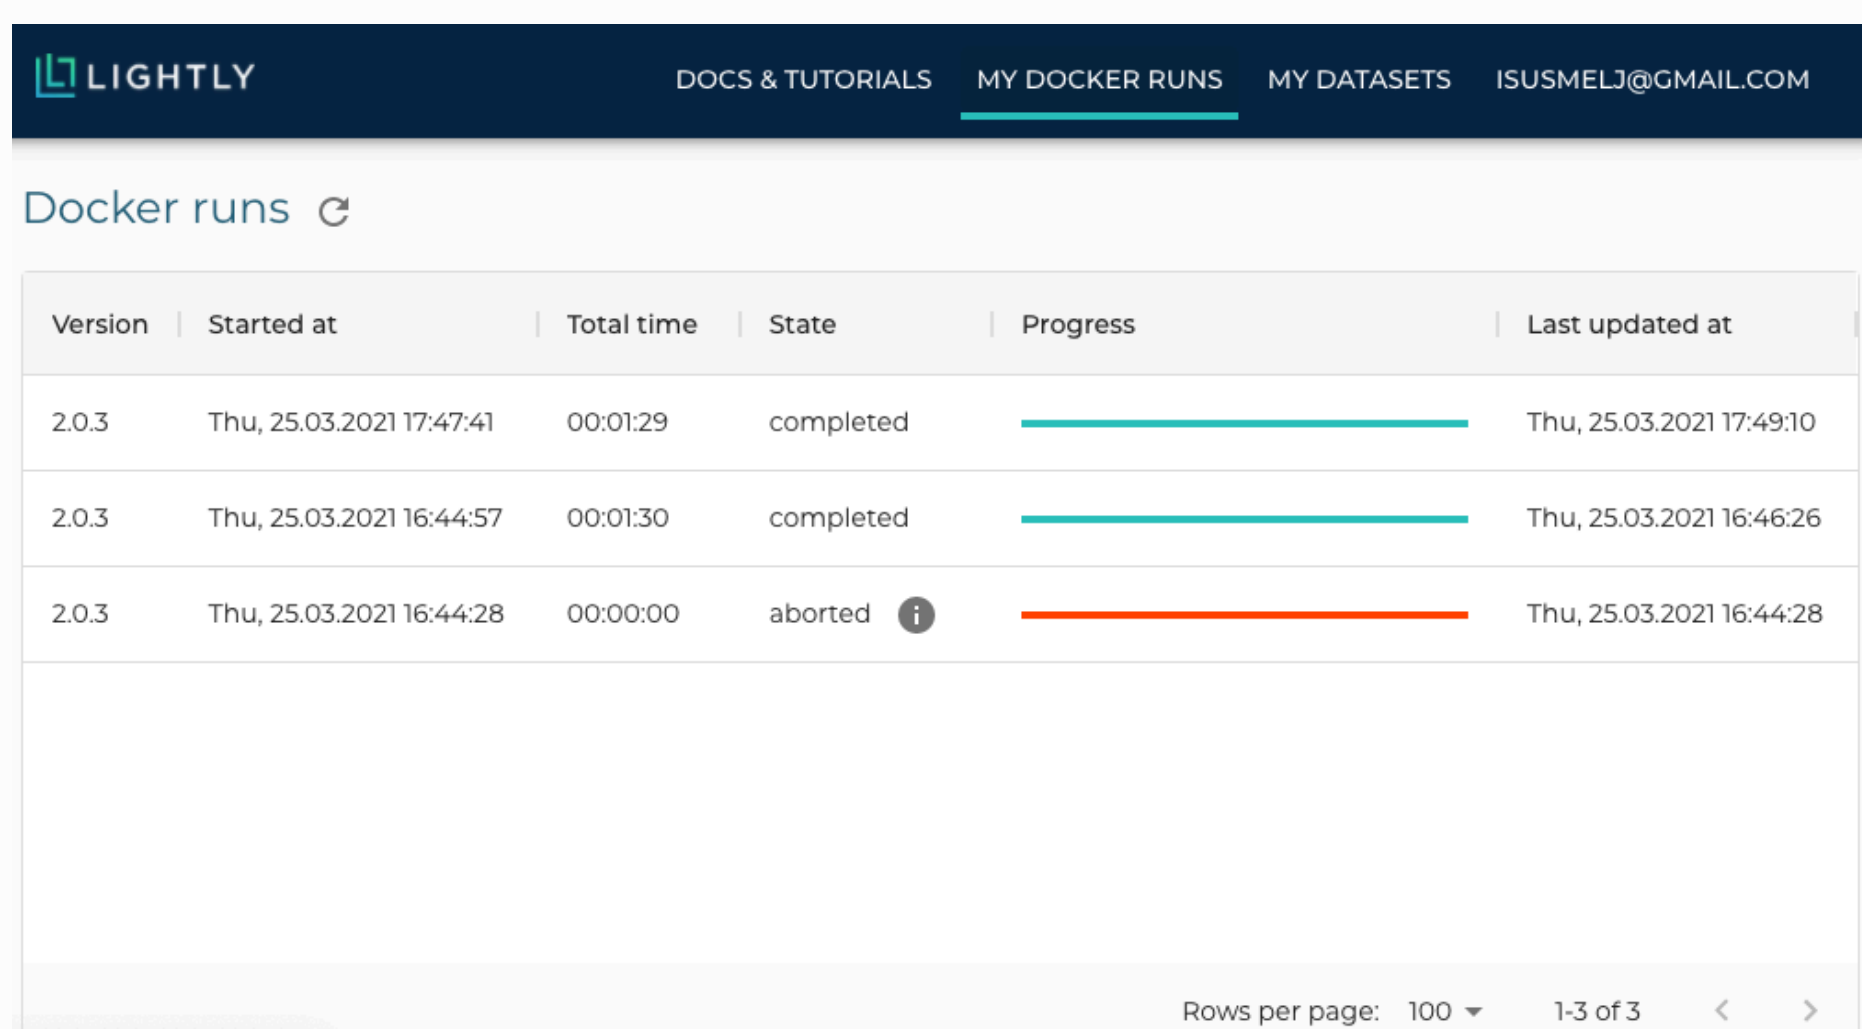 LIGHTLY DOCS & TUTORIALS MY DOCKER RUNS MY DATASETS ISUSMELJ@GMAIL.COM
Docker runs
Version Started at Total time State Progress Last updated at
2.0.3 Thu, 25.03.2021 17:47:41 00:01:29 completed Thu, 25.03.2021 17:49:10
2.0.3 Thu, 25.03.2021 16:44:57 00:01:30 completed Thu, 25.03.2021 16:46:26
2.0.3 Thu, 25.03.2021 16:44:28 00:00:00 aborted i Thu, 25.03.2021 16:44:28
Rows per page: 100 1-3 of 3